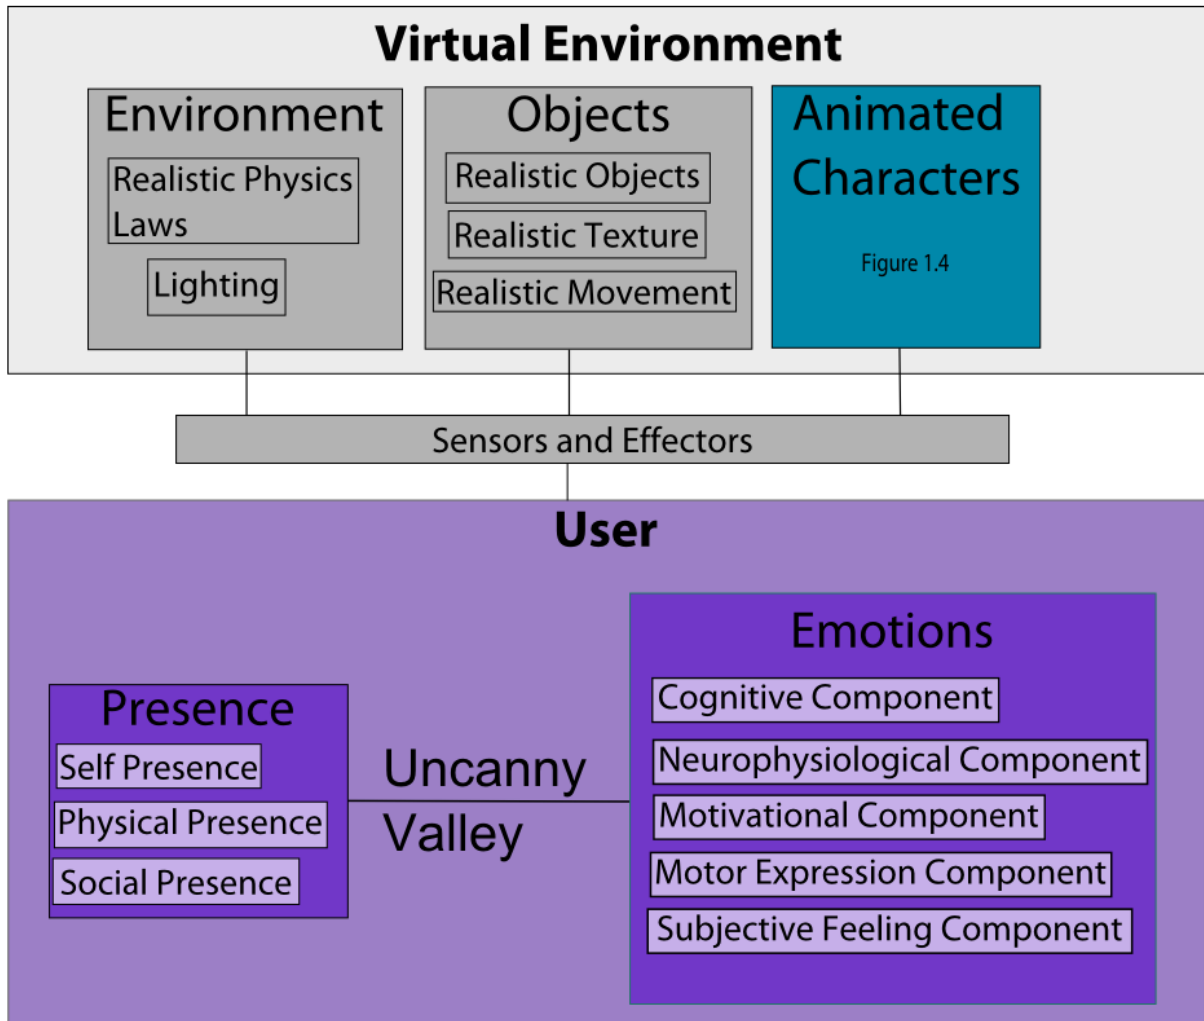 Virtual Environment
Environment
Realistic Physics
Laws
Lighting
Objects
Realistic Objects
Realistic Texture
Realistic Movement
Animated
Characters
Figure 1.4
Sensors and Effectors
User
Presence
Self Presence
Physical Presence
Social Presence
Uncanny
Valley
Emotions
Cognitive Component
Neurophysiological Component
Motivational Component
Motor Expression Component
Subjective Feeling Component